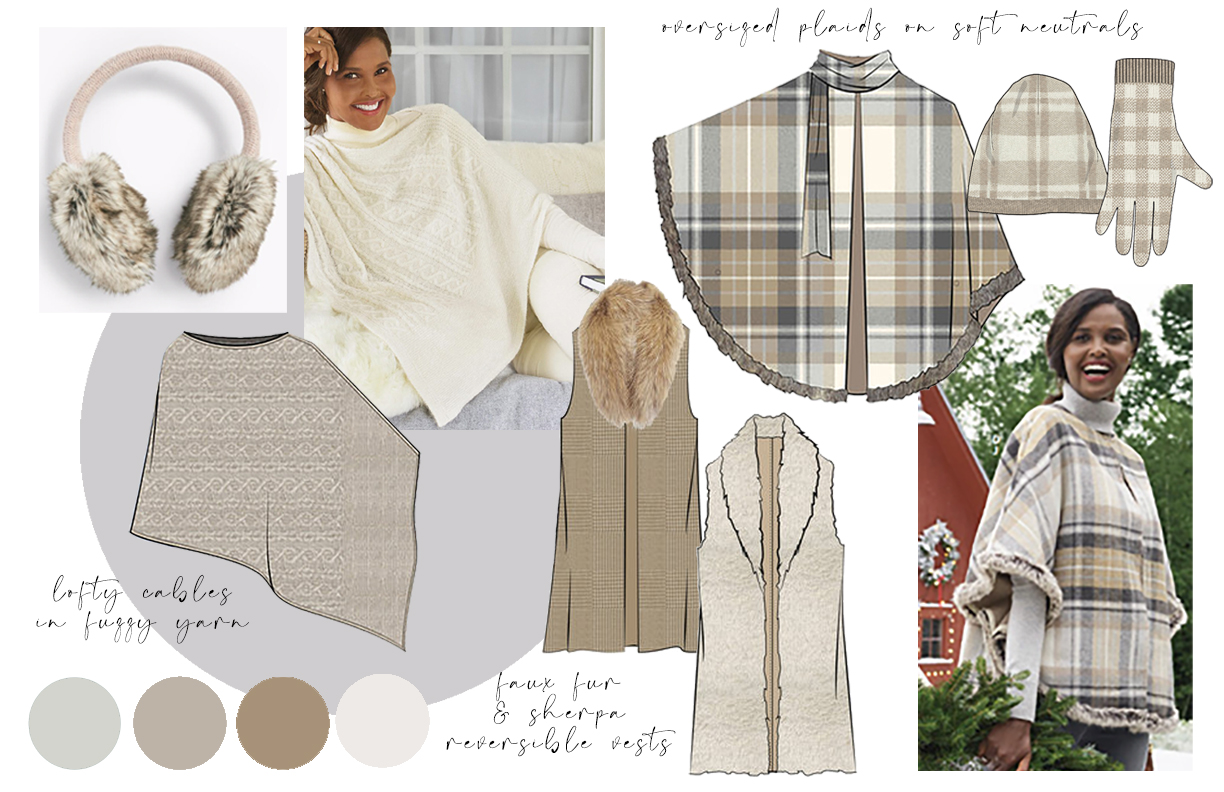 oversized plaids on soft neutrals
lofty cables
in fuzzy yarn
faux fur
& sherpa
reversible vests